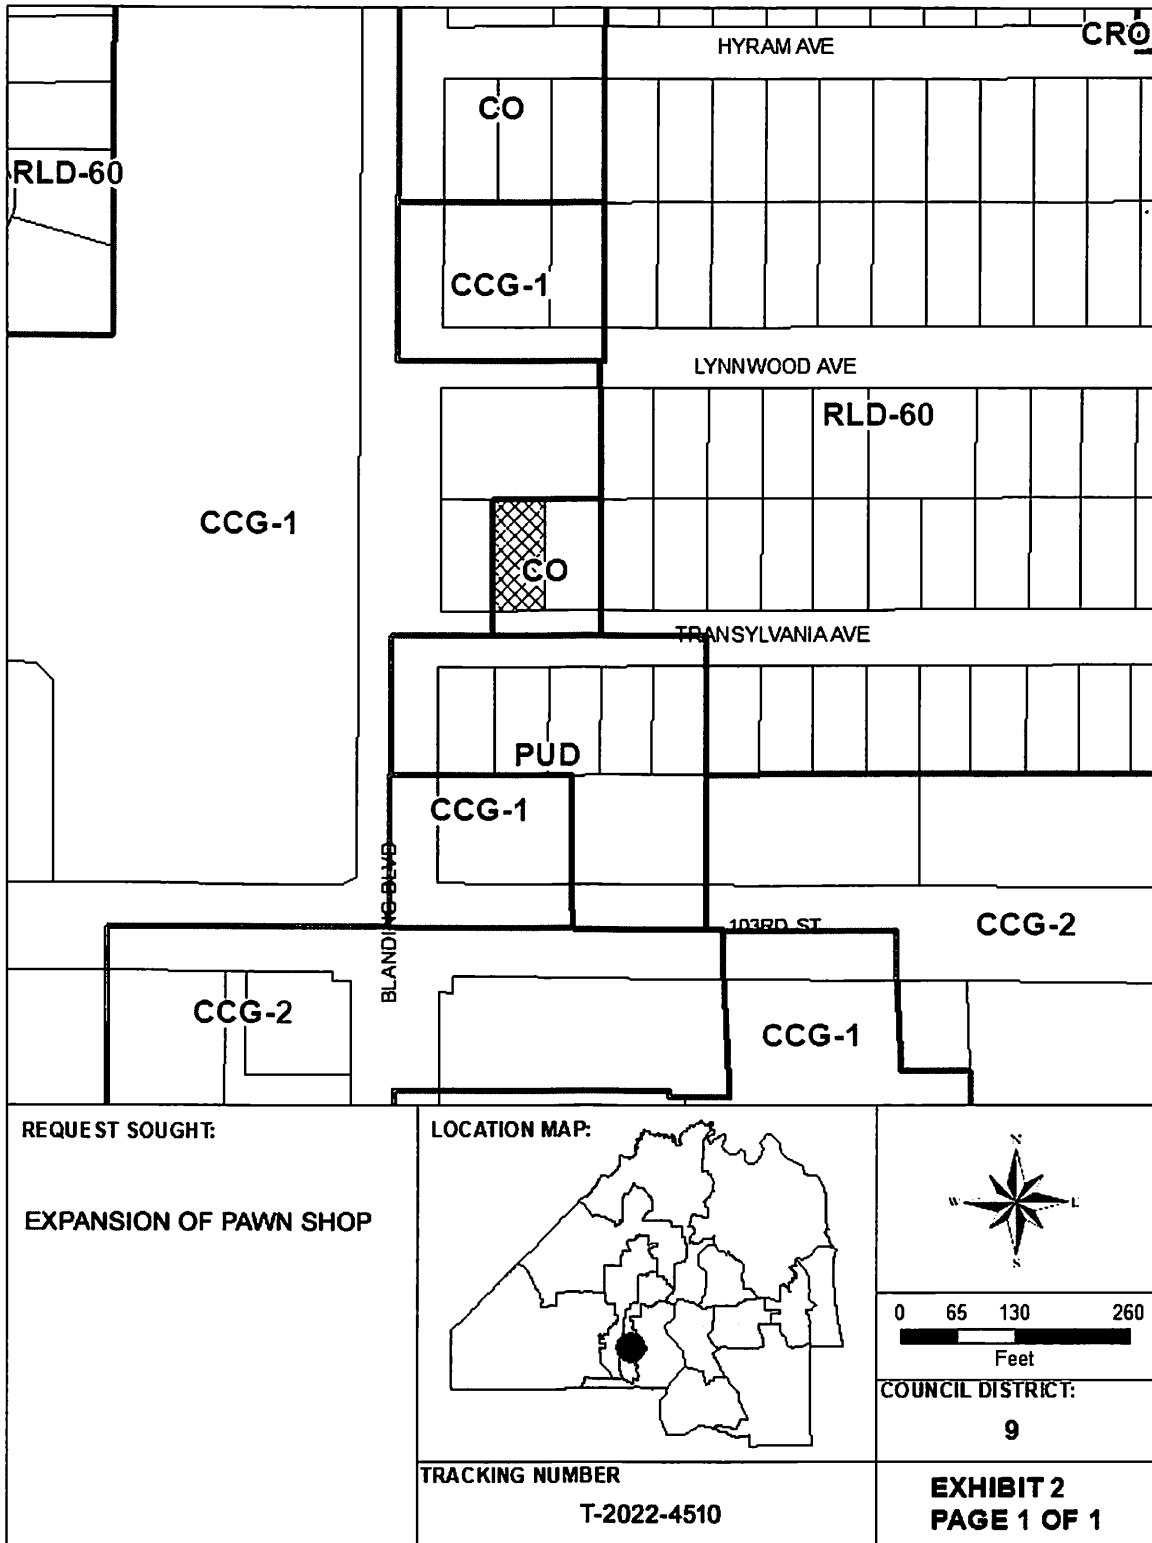 HYRAM AVE
CRO
CO
RLD-60
CCG-1
LYNNWOOD AVE
RLD-60
CCG-1
CO
TRANSYLVANIA AVE
PUD
CCG-1
BLANDING BLVD
103RD ST
CCG-2
CCG-2
CCG-1
REQUEST SOUGHT:
EXPANSION OF PAWN SHOP
LOCATION MAP:
N
W E
S
0 65 130 260
Feet
COUNCIL DISTRICT:
9
TRACKING NUMBER
T-2022-4510
EXHIBIT 2
PAGE 1 OF 1